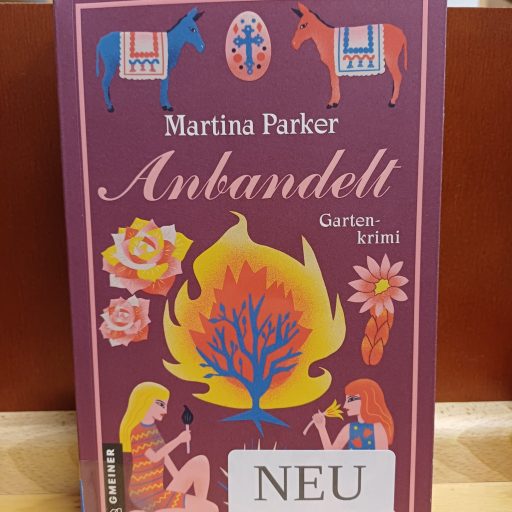 Martina Parker
Anbandelt
Garten-
krimi
GMEINER
NEU